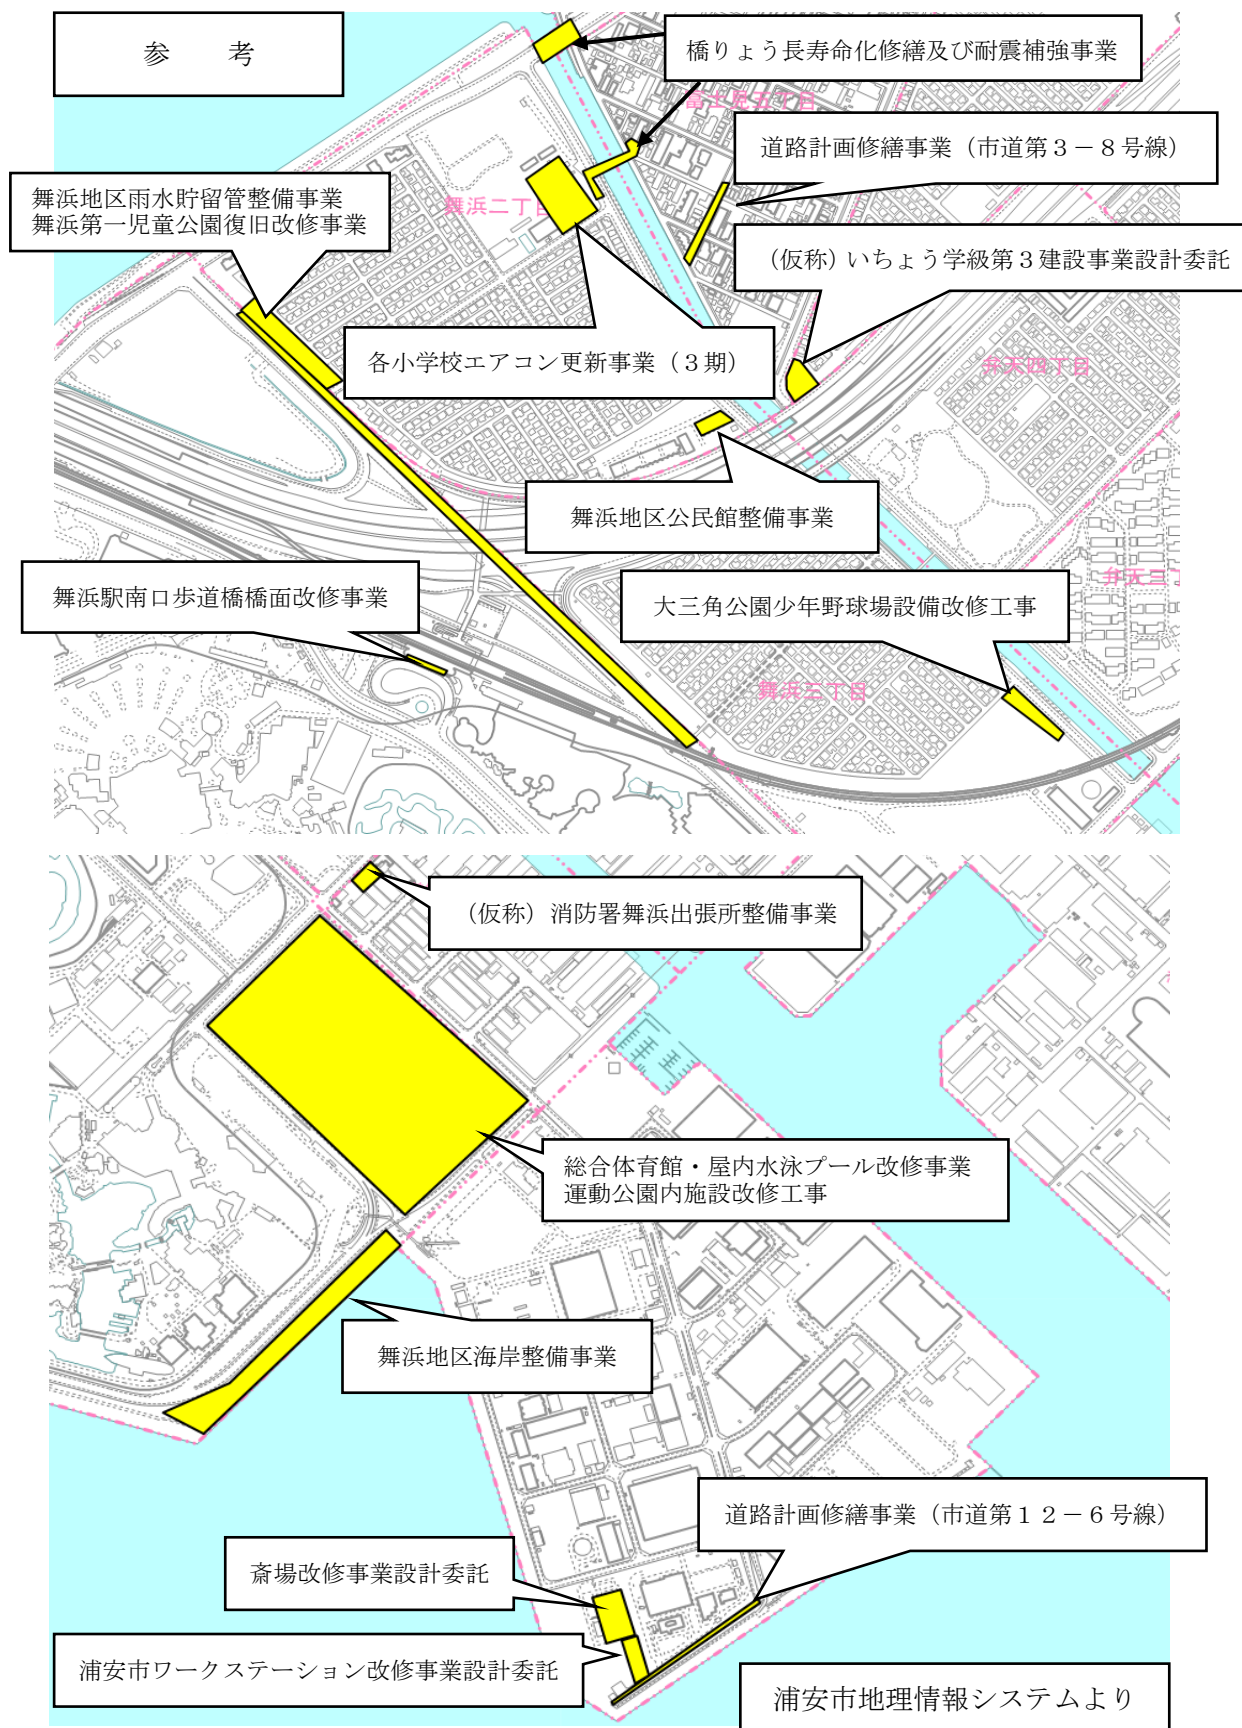 参　　考
橋りょう長寿命化修繕及び耐震補強事業
富士見五丁目
道路計画修繕事業（市道第３－８号線）
舞浜地区雨水貯留管整備事業
舞浜第一児童公園復旧改修事業
舞浜二丁目
（仮称）いちょう学級第３建設事業設計委託
各小学校エアコン更新事業（３期）
弁天四丁目
舞浜地区公民館整備事業
舞浜駅南口歩道橋橋面改修事業
弁天三丁
大三角公園少年野球場設備改修工事
舞浜三丁目
（仮称）消防署舞浜出張所整備事業
総合体育館・屋内水泳プール改修事業
運動公園内施設改修工事
舞浜地区海岸整備事業
道路計画修繕事業（市道第１２－６号線）
斎場改修事業設計委託
浦安市ワークステーション改修事業設計委託
浦安市地理情報システムより